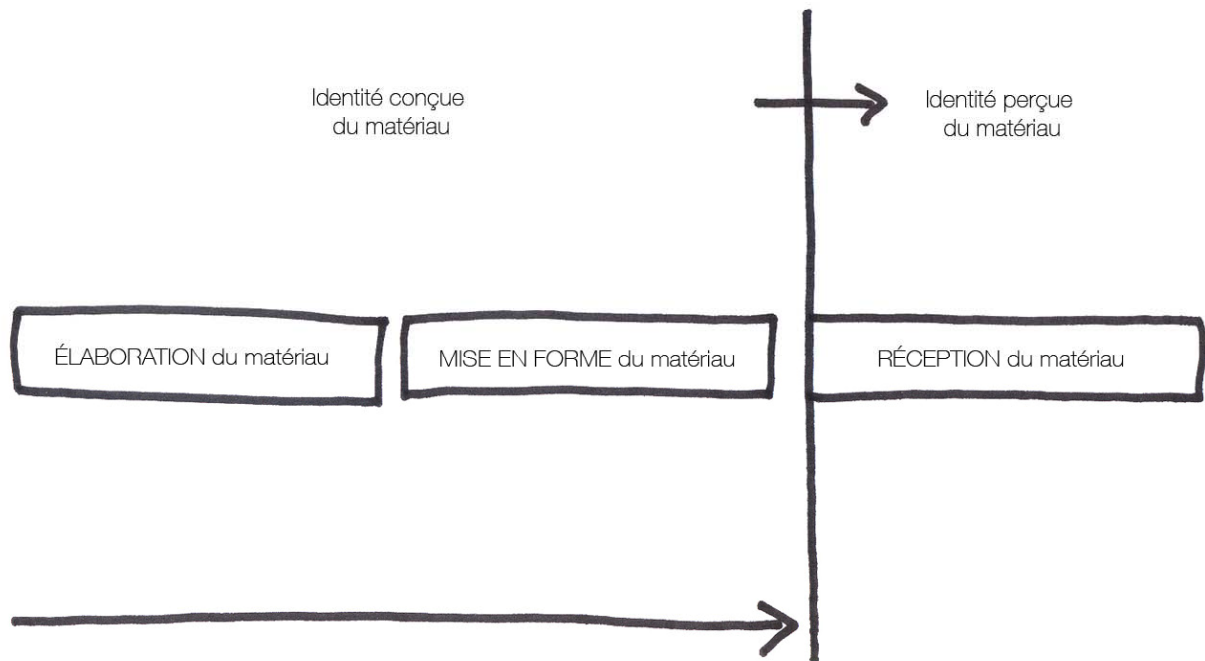 Identité conçue
du matériau
Identité perçue
du matériau
ÉLABORATION du matériau
MISE EN FORME du matériau
RÉCEPTION du matériau